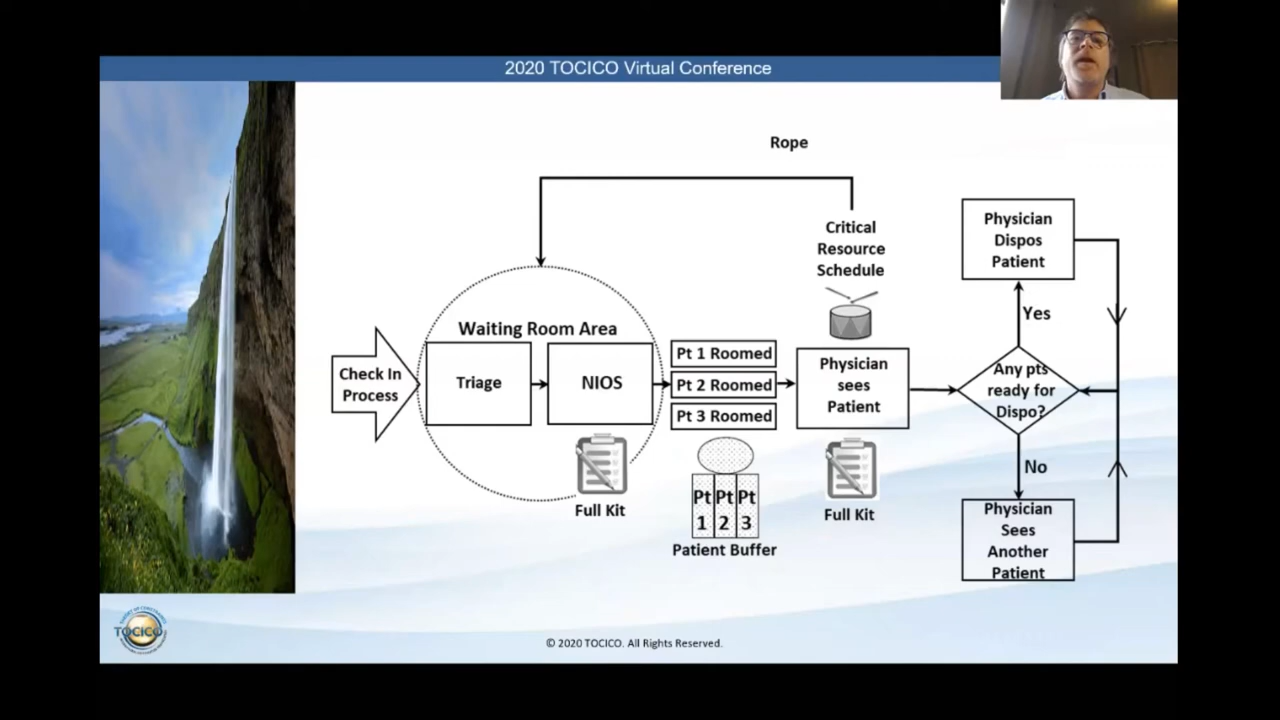 2020 TOCICO Virtual Conference
Rope
Critical
Resource
Schedule
Waiting Room Area
Check In
Process
Triage
NIOS
Pt 1 Roomed
Pt 2 Roomed
Pt 3 Roomed
Physician
sees
Patient
Physician
Dispos
Patient
Yes
Any pts
ready for
Dispo?
No
Physician
Sees
Another
Patient
Full Kit
Pt Pt Pt
1 2 3
Patient Buffer
Full Kit
TOCICO
© 2020 TOCICO. All Rights Reserved.